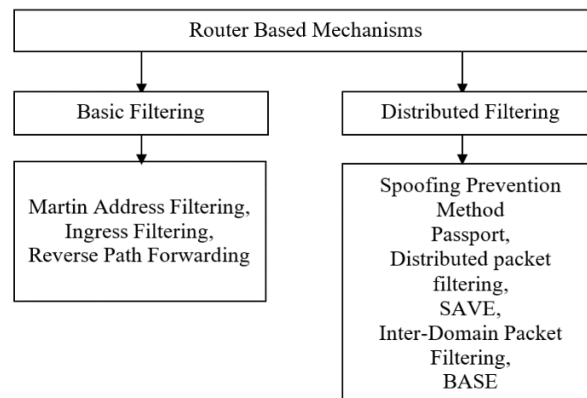 Router Based Mechanisms
Basic Filtering
Distributed Filtering
Martin Address Filtering,
Ingress Filtering,
Reverse Path Forwarding
Spoofing Prevention
Method
Passport,
Distributed packet
filtering,
SAVE,
Inter-Domain Packet
Filtering,
BASE